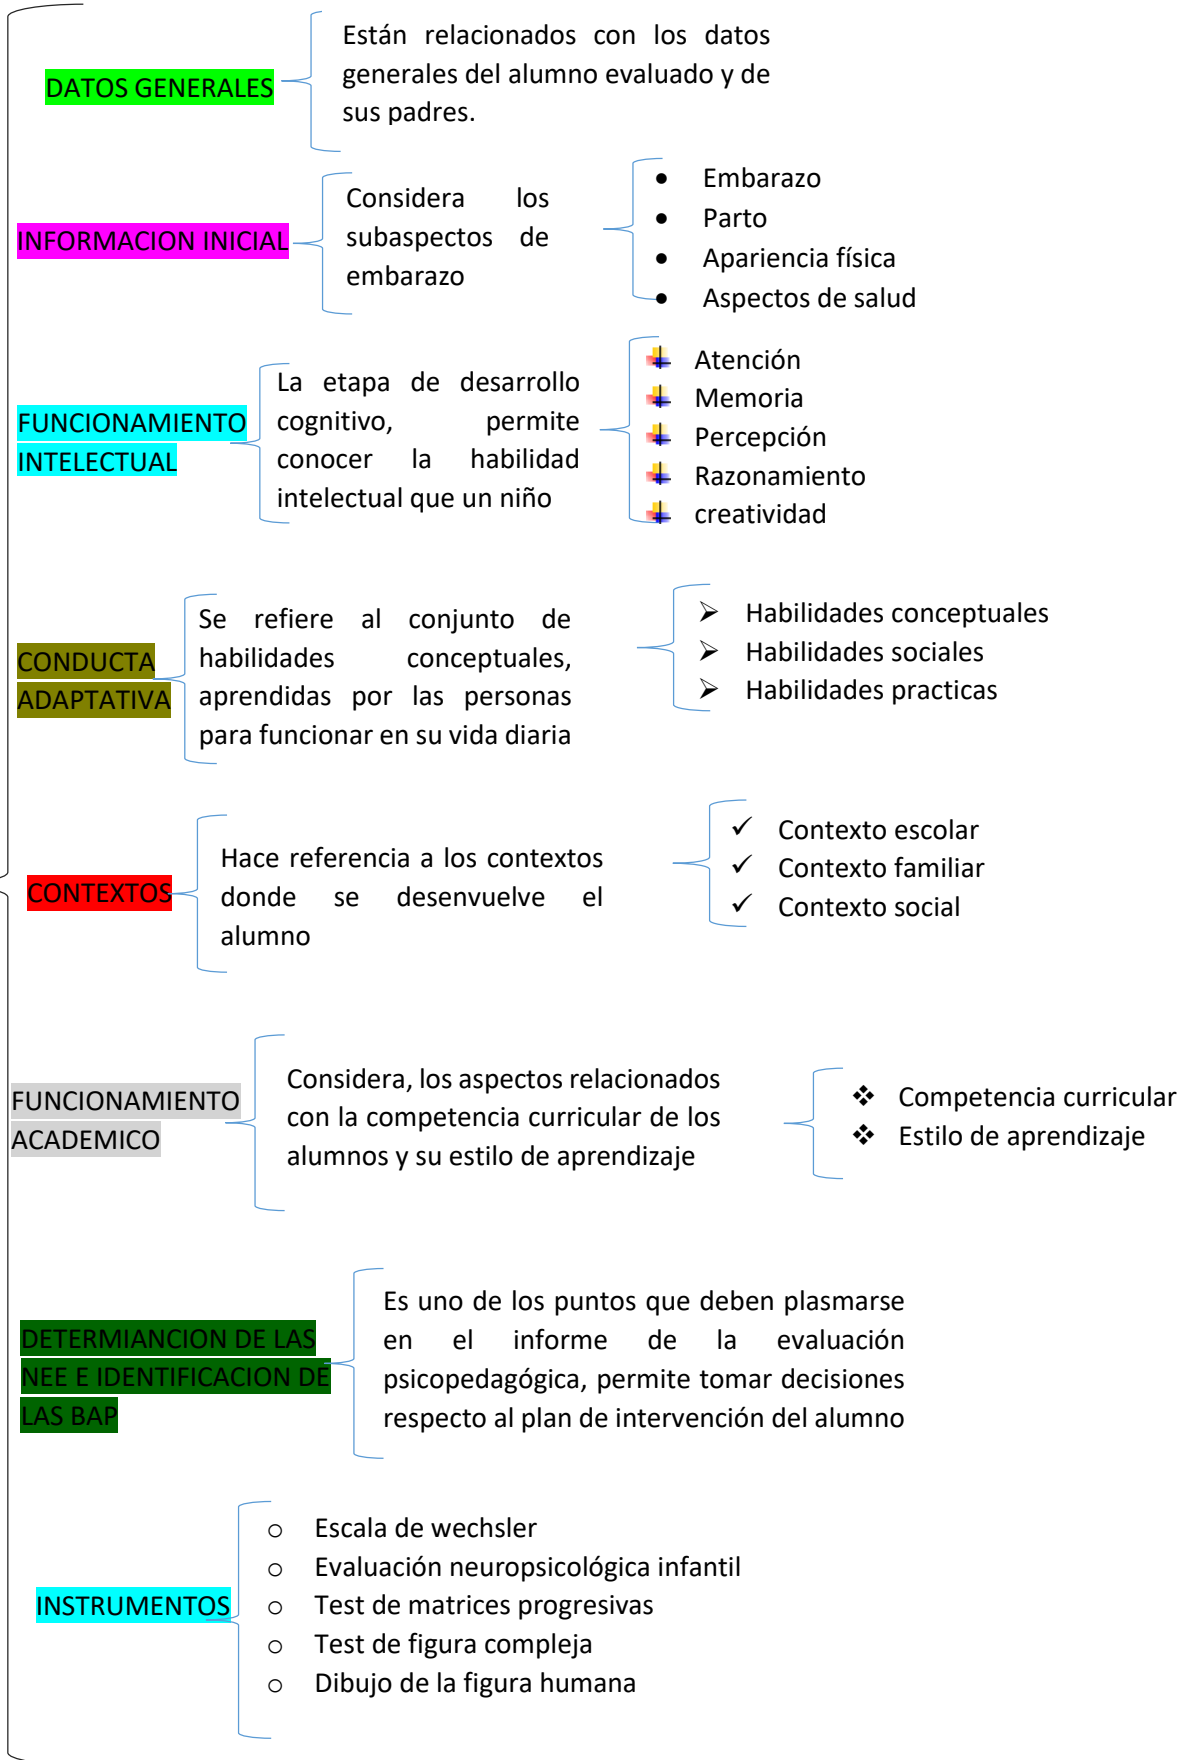 DATOS GENERALES
Están relacionados con los datos
generales del alumno evaluado y de
sus padres.
INFORMACION INICIAL
Considera los
subaspectos de
embarazo
• Embarazo
• Parto
• Apariencia física
• Aspectos de salud
FUNCIONAMIENTO
INTELECTUAL
La etapa de desarrollo
cognitivo, permite
conocer la habilidad
intelectual que un niño
Atención
Memoria
Percepción
Razonamiento
creatividad
CONDUCTA
ADAPTATIVA
Se refiere al conjunto de
habilidades conceptuales,
aprendidas por las personas
para funcionar en su vida diaria
➢ Habilidades conceptuales
➢ Habilidades sociales
➢ Habilidades practicas
CONTEXTOS
Hace referencia a los contextos
donde se desenvuelve el
alumno
✓ Contexto escolar
✓ Contexto familiar
✓ Contexto social
FUNCIONAMIENTO
ACADEMICO
Considera, los aspectos relacionados
con la competencia curricular de los
alumnos y su estilo de aprendizaje
❖ Competencia curricular
❖ Estilo de aprendizaje
DETERMIANCION DE LAS
NEE E IDENTIFICACION DE
LAS BAP
Es uno de los puntos que deben plasmarse
en el informe de la evaluación
psicopedagógica, permite tomar decisiones
respecto al plan de intervención del alumno
INSTRUMENTOS
o Escala de wechsler
o Evaluación neuropsicológica infantil
o Test de matrices progresivas
o Test de figura compleja
o Dibujo de la figura humana